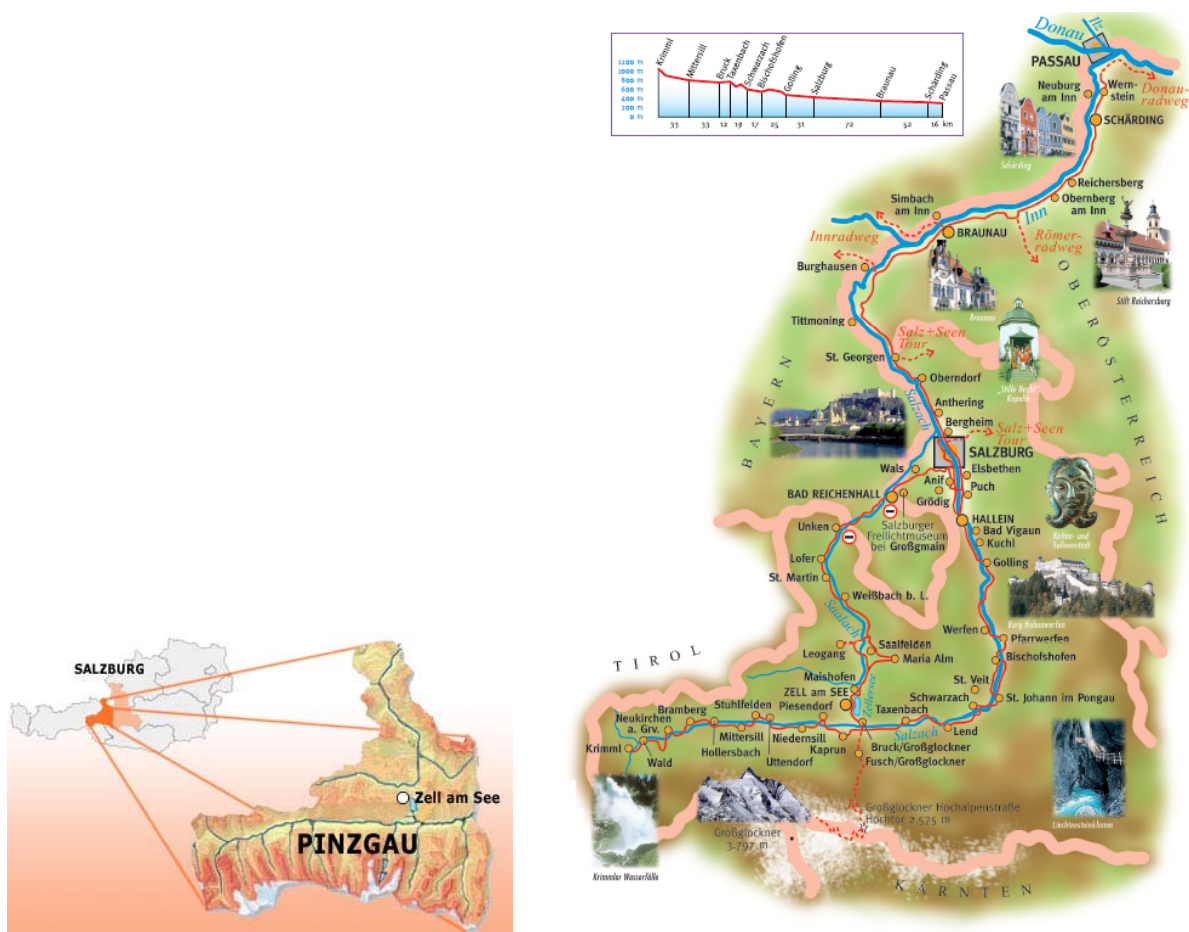 1200 m
1000 m
800 m
600 m
400 m
200 m
0 m
Krimml
Mittersill
Bruck
Taxenbach
Schwarzach
Bischofshofen
Golling
Salzburg
Braunau
Schärding
Passau
33
33
12
19
17
25
31
72
52
16
km
Donau
Ilz
PASSAU
Neuburg
am Inn
Wern-
stein
Donau-
radweg
SCHÄRDING
Schärding
Reichersberg
Obernberg
am Inn
Simbach
am Inn
Inn
BRAUNAU
Innradweg
Römer-
radweg
Burghausen
Stift Reichersberg
Braunau
Tittmoning
Salz+Seen
Tour
St. Georgen
„Stille Nacht“
Kapelle
Oberndorf
Salzach
Anthering
Bergheim
Salz+Seen
Tour
SALZBURG
Wals
Elsbethen
Anif
Puch
Grödig
BAD REICHENHALL
HALLEIN
Salzburger
Freilichtmuseum
bei Großgmain
Bad Vigaun
Kuchl
Unken
Kelten- und
Salinenstadt
Golling
Lofer
St. Martin
Weißbach b. L.
Saalach
Burg Hohenwerfen
Werfen
Pfarrwerfen
Saalfelden
Leogang
Maria Alm
Bischofshofen
Maishofen
St. Veit
ZELL am SEE
Zellersee
Schwarzach
St. Johann im Pongau
Stuhlfelden
Piesendorf
Taxenbach
Bramberg
Neukirchen
a. Grv.
Salzach
Lend
Krimml
Wald
Hollersbach
Mittersill
Uttendorf
Niedernsill
Kaprun
Bruck/Großglockner
Fusch/Großglockner
Großglockner Hochalpenstraße
Hochtor 2.575 m
Großglockner
3.797 m
Krimmler Wasserfälle
Liechtensteinklamm
BAYERN
OBERÖSTERREICH
TIROL
KÄRNTEN
SALZBURG
Zell am See
PINZGAU